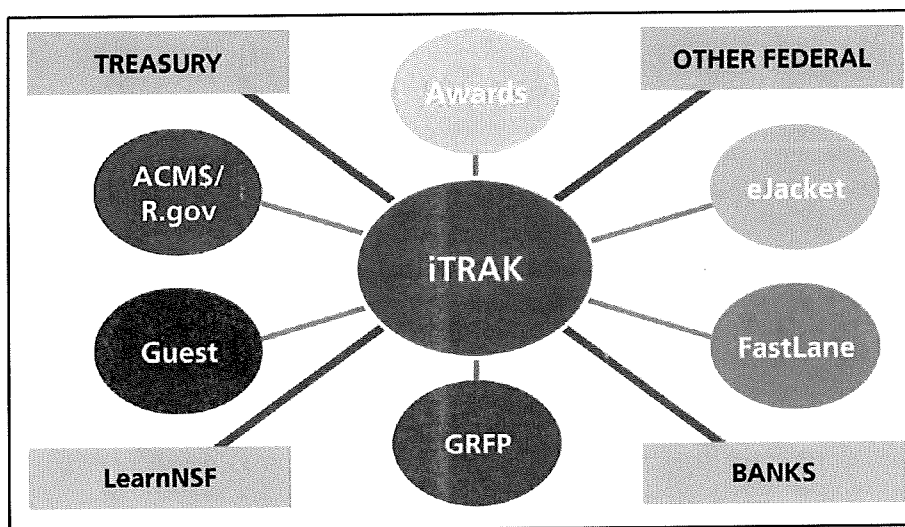 TREASURY
Awards
OTHER FEDERAL
ACM$/
R.gov
eJacket
iTRAK
Guest
FastLane
GRFP
LearnNSF
BANKS